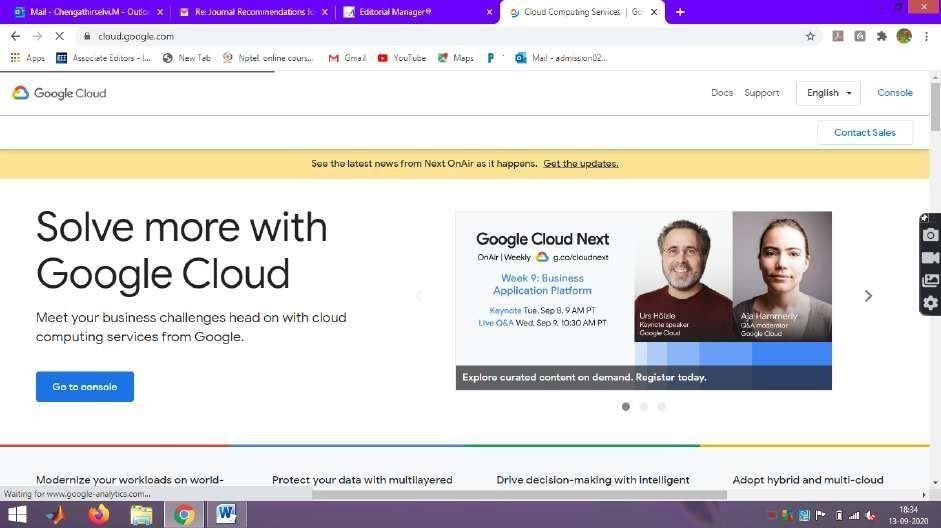 Mail - Chengathirselvi.M - Outlo
Re: Journal Recommendations fo
Editorial Manager®
Cloud Computing Services | Go
cloud.google.com
Apps
Associate Editors - I...
New Tab
Nptel, online cours...
Gmail
YouTube
Maps
Mail - admission02...
Google Cloud
Docs
Support
English
Console
Contact Sales
See the latest news from Next OnAir as it happens. Get the updates.
Solve more with
Google Cloud
Meet your business challenges head on with cloud
computing services from Google.
Go to console
Google Cloud Next
OnAir | Weekly g.co/cloudnext
Week 9: Business
Application Platform
Keynote Tue, Sep 8, 9 AM PT
Live Q&A Wed, Sep 9, 10:30 AM PT
Urs Hölzle
Keynote speaker
Google Cloud
Aja Hammerly
Q&A moderator
Google Cloud
Explore curated content on demand. Register today.
Modernize your workloads on world-
Protect your data with multilayered
Drive decision-making with intelligent
Adopt hybrid and multi-cloud
Waiting for www.google-analytics.com...
18:34
13-09-2020